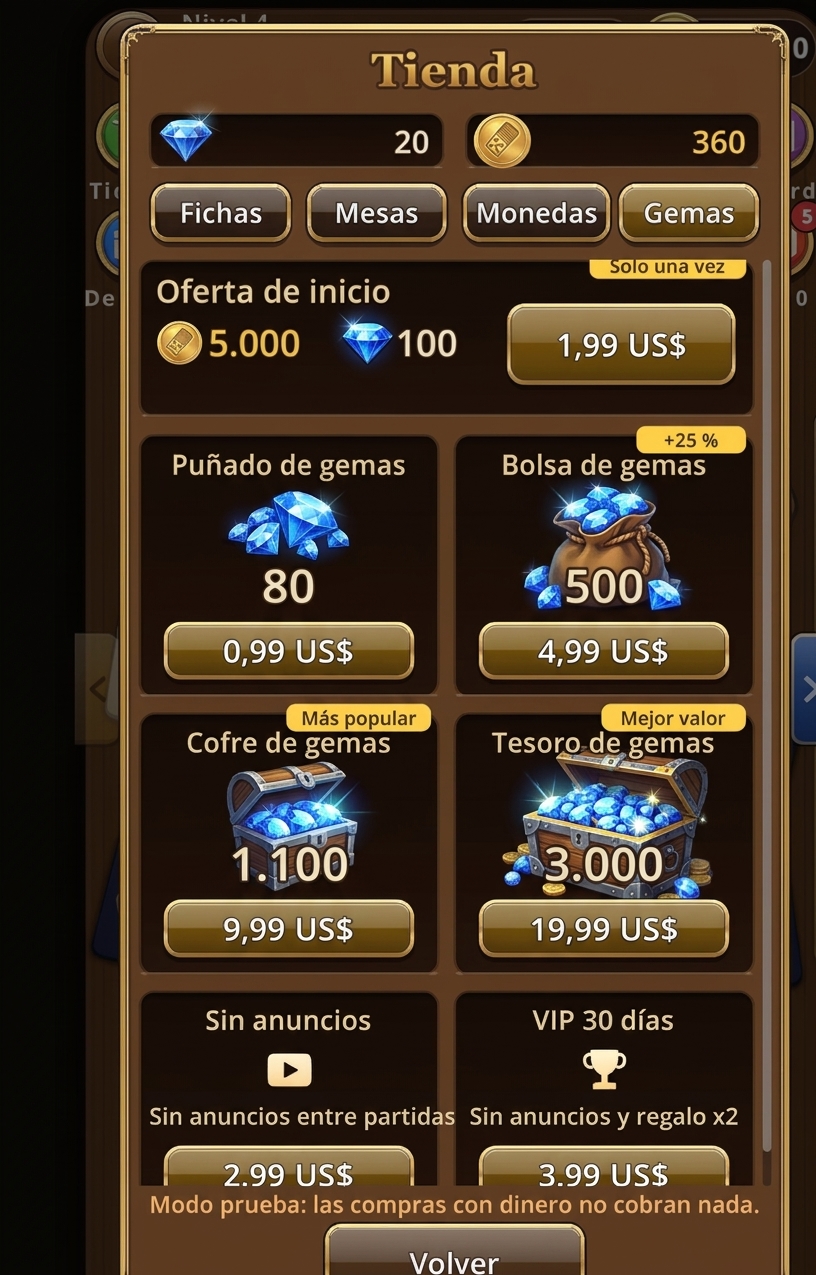 Nivel 4
Tienda
20
360
Fichas
Mesas
Monedas
Gemas
Solo una vez
Oferta de inicio
5.000
100
1,99 US$
Puñado de gemas
80
0,99 US$
+25 %
Bolsa de gemas
500
4,99 US$
Más popular
Cofre de gemas
1.100
9,99 US$
Mejor valor
Tesoro de gemas
3.000
19,99 US$
Sin anuncios
Sin anuncios entre partidas
2,99 US$
VIP 30 días
Sin anuncios y regalo x2
3,99 US$
Modo prueba: las compras con dinero no cobran nada.
Volver